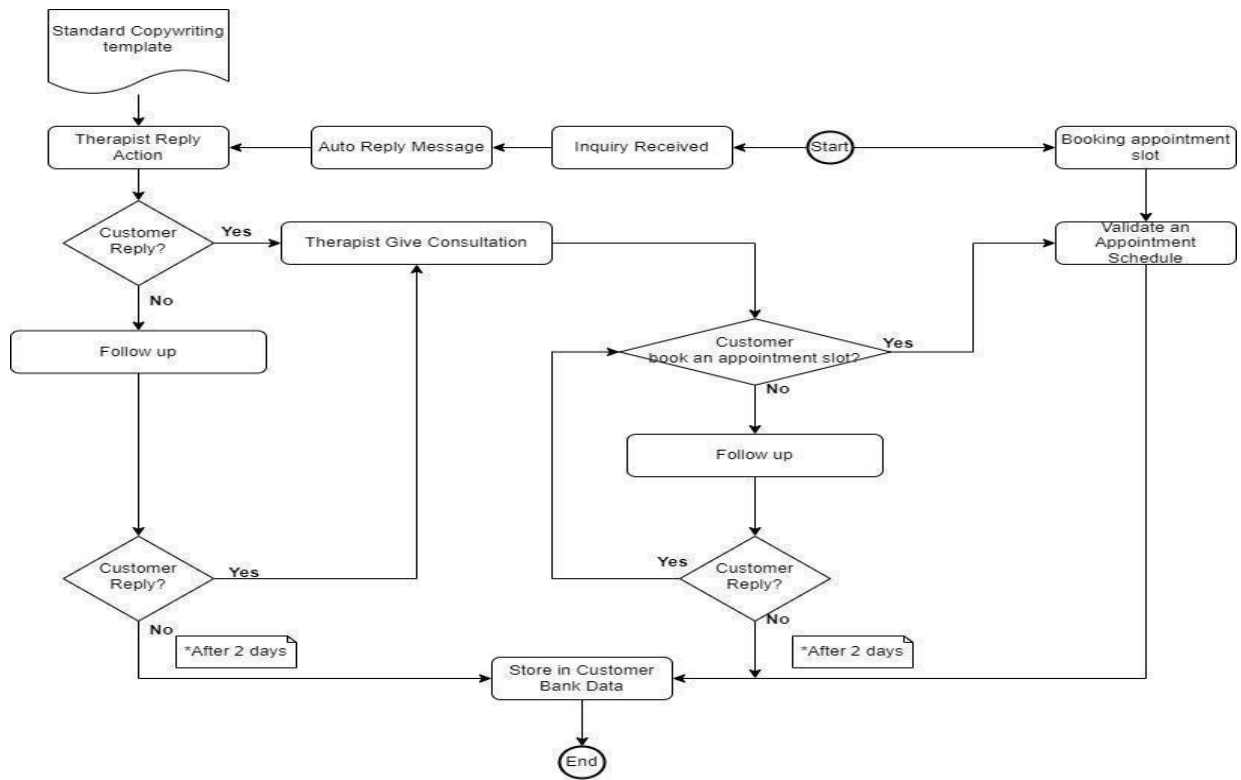 Standard Copywriting
template
Therapist Reply
Action
Auto Reply Message
Inquiry Received
Start
Booking appointment
slot
Customer
Reply?
Yes
Therapist Give Consultation
Validate an
Appointment
Schedule
No
Follow up
Customer
book an appointment slot?
Yes
No
Follow up
Customer
Reply?
Yes
Yes
Customer
Reply?
No
*After 2 days
No
*After 2 days
Store in Customer
Bank Data
End